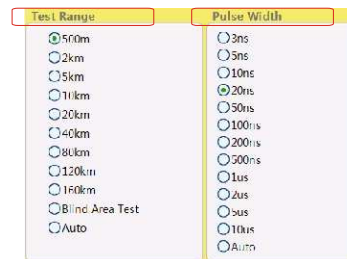 Test Range
500m
2km
5km
10km
20km
40km
80km
120km
160km
Blind Area Test
Auto
Pulse Width
3ns
5ns
10ns
20ns
50ns
100ns
200ns
500ns
1us
2us
5us
10us
Auto